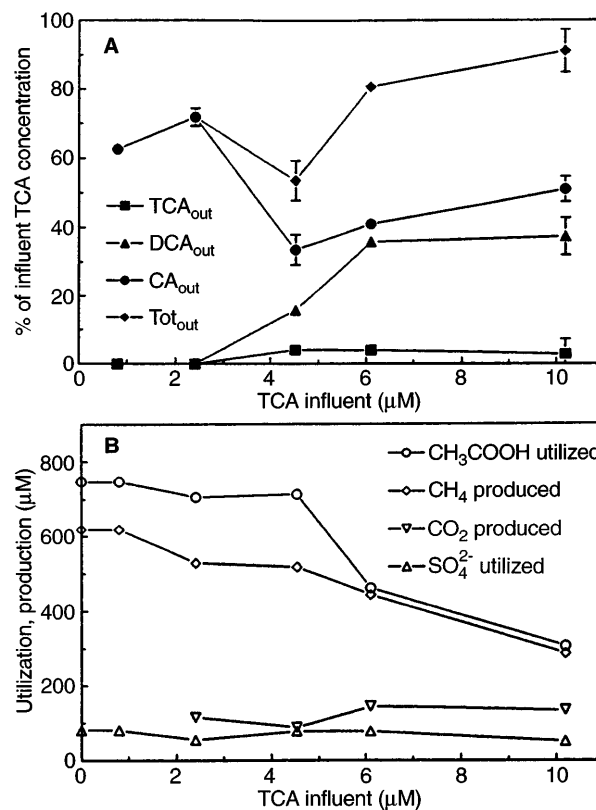 A
% of influent TCA concentration
100
80
60
40
20
0
TCAout
DCAout
CAout
Totout
0 2 4 6 8 10
TCA influent (μM)
B
Utilization, production (μM)
800
600
400
200
0
CH3COOH utilized
CH4 produced
CO2 produced
SO4 2- utilized
0 2 4 6 8 10
TCA influent (μM)